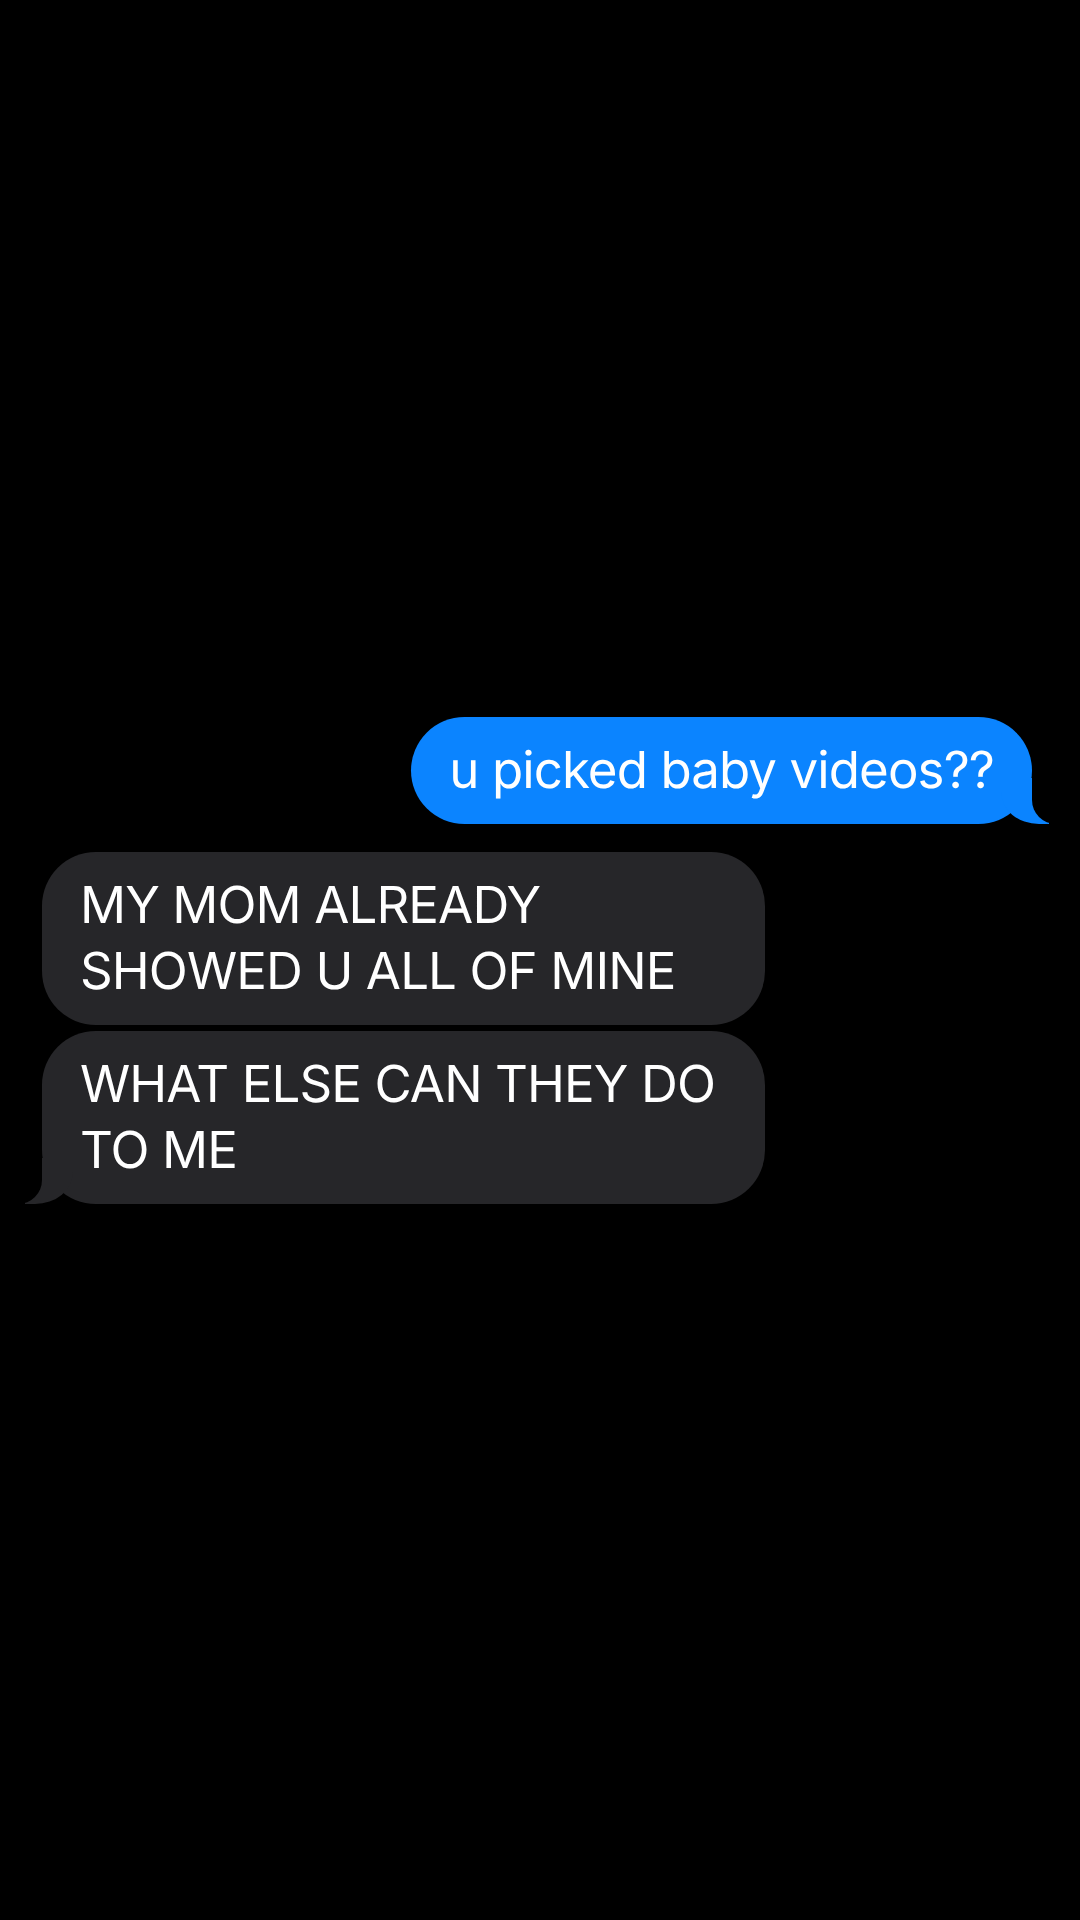 u picked baby videos??
MY MOM ALREADY
SHOWED U ALL OF MINE
WHAT ELSE CAN THEY DO
TO ME